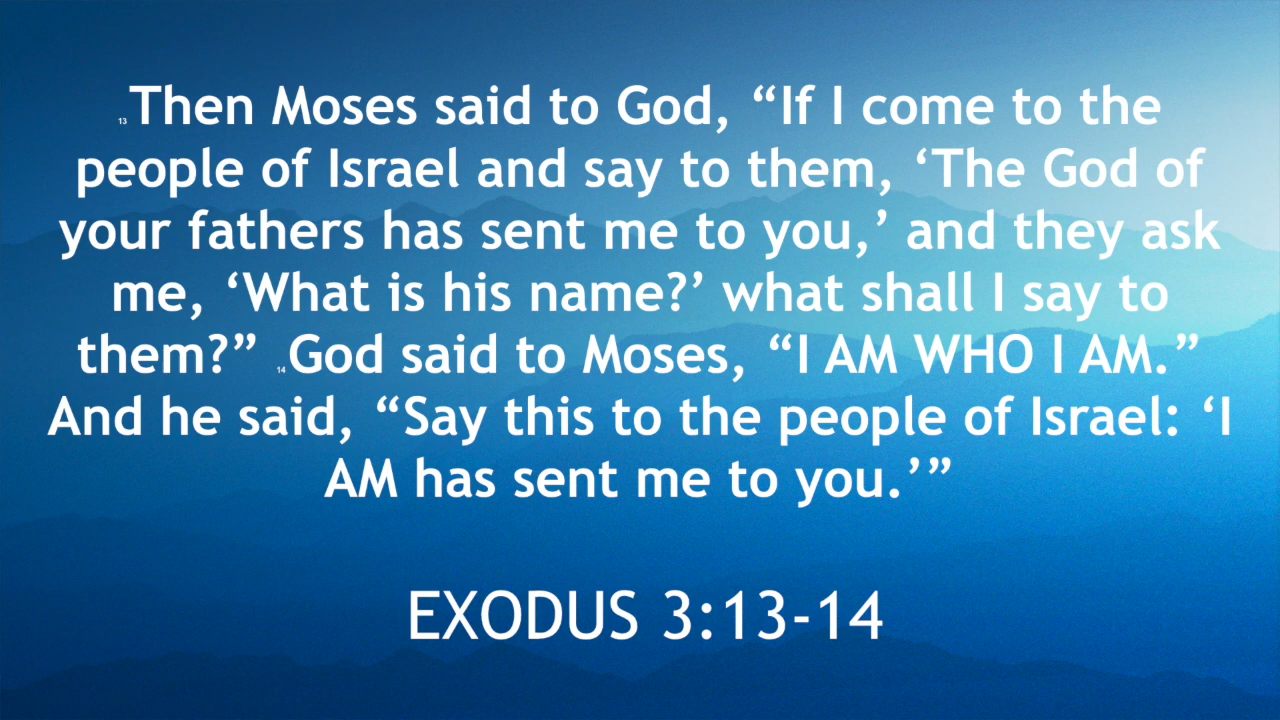 13Then Moses said to God, “If I come to the
people of Israel and say to them, ‘The God of
your fathers has sent me to you,’ and they ask
me, ‘What is his name?’ what shall I say to
them?” 14God said to Moses, “I AM WHO I AM.”
And he said, “Say this to the people of Israel: ‘I
AM has sent me to you.’”
EXODUS 3:13-14